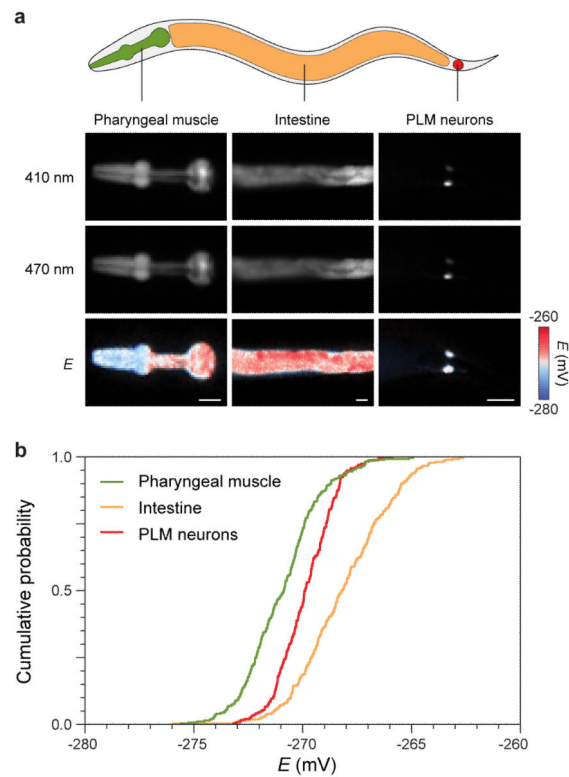 a
Pharyngeal muscle Intestine PLM neurons
410 nm
470 nm
E
-260
-280
E (mV)
b
1.0
0.5
0.0
Cumulative probability
Pharyngeal muscle
Intestine
PLM neurons
-280 -275 -270 -265 -260
E (mV)